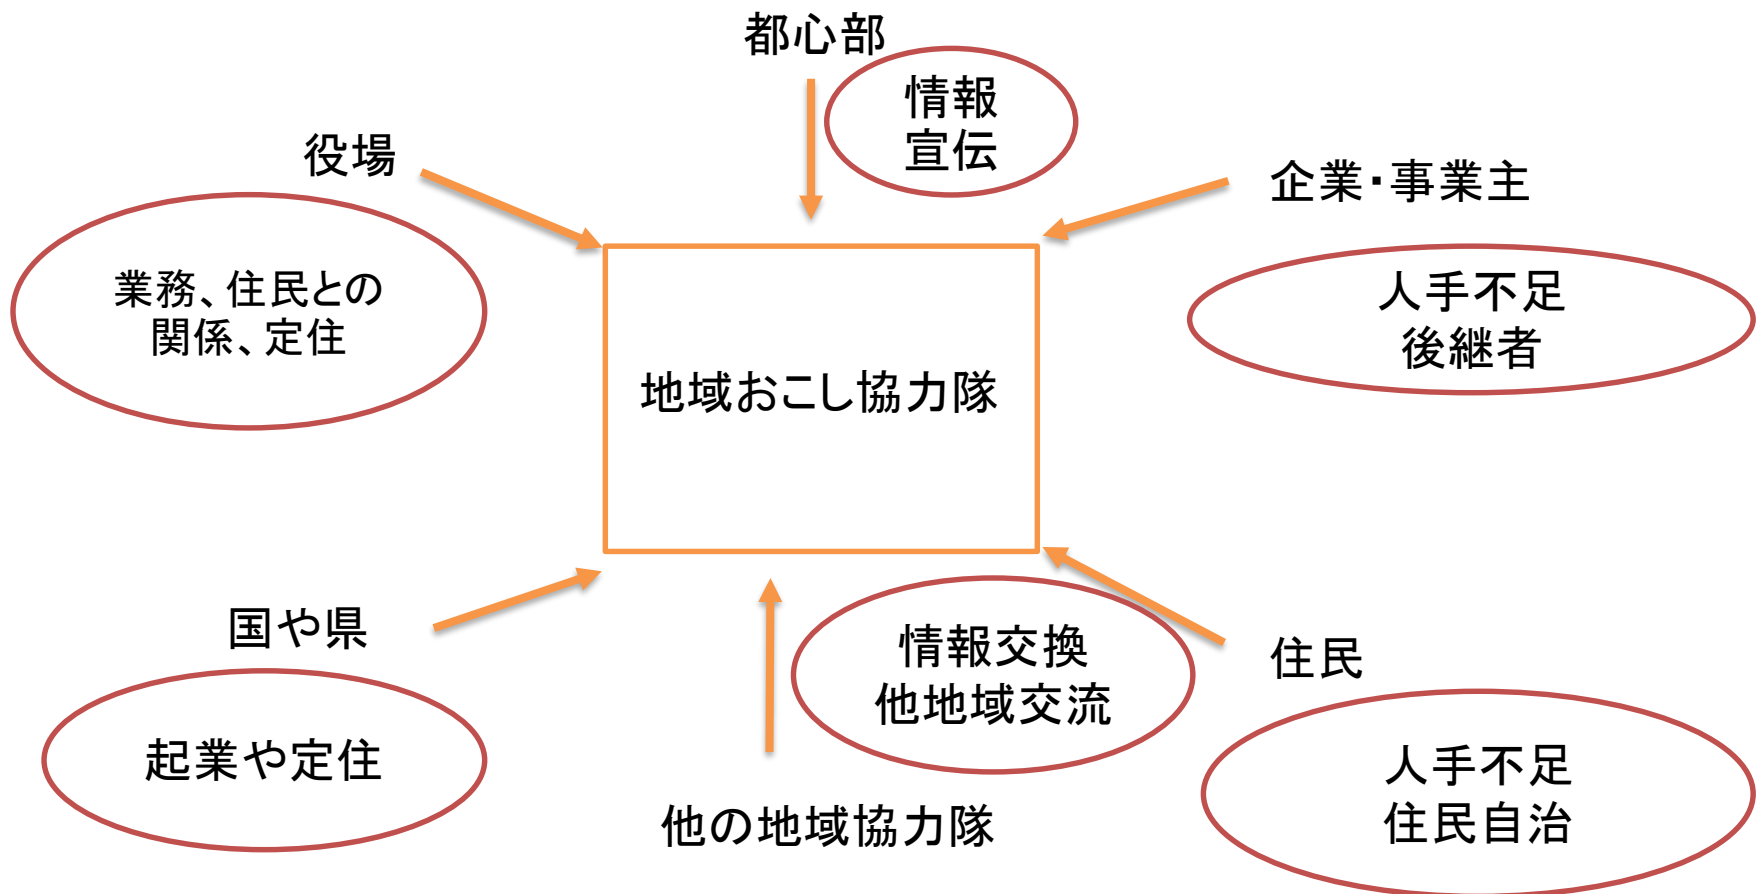 都心部
情報
宣伝
役場
企業・事業主
業務、住民との
関係、定住
人手不足
後継者
地域おこし協力隊
国や県
情報交換
他地域交流
住民
起業や定住
人手不足
住民自治
他の地域協力隊